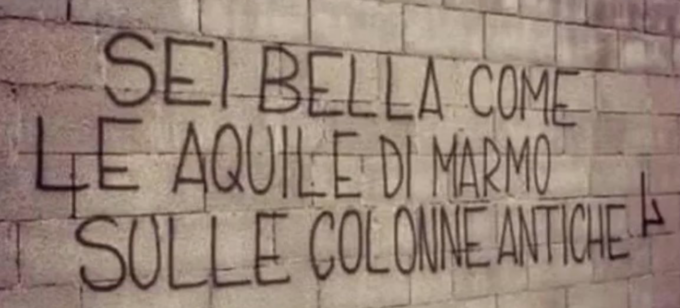 SEI BELLA COME
LE AQUILE DI MARMO
SULLE COLONNE ANTICHE